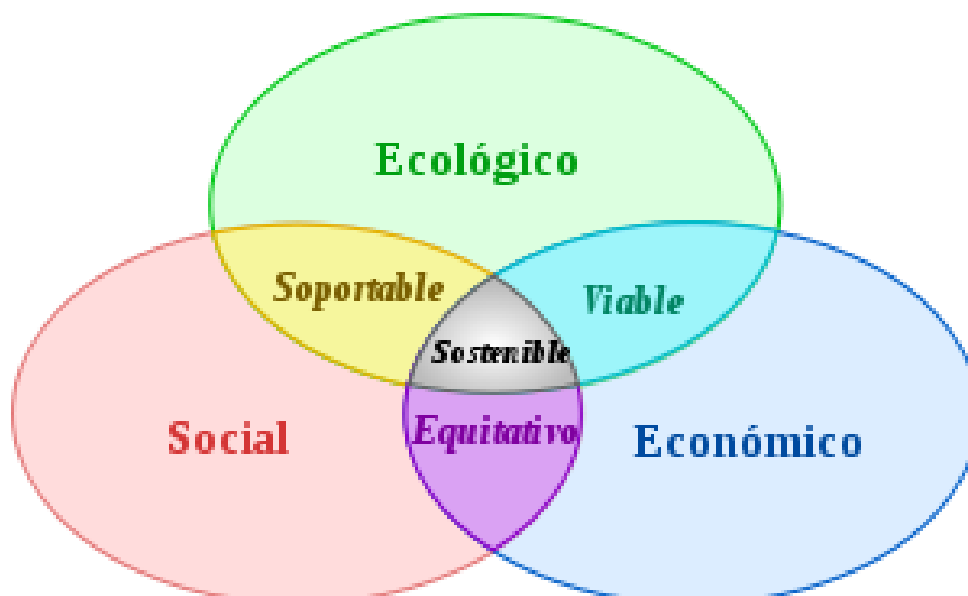 Ecológico
Soportable
Viable
Sostenible
Social
Equitativo
Económico